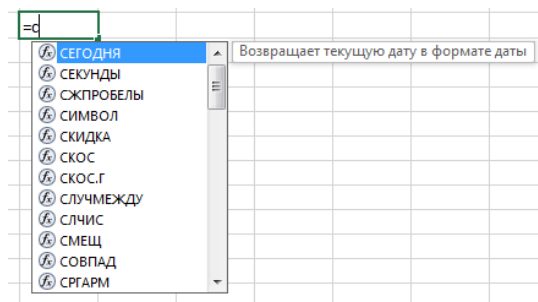 =с
СЕГОДНЯ
Возвращает текущую дату в формате даты
СЕКУНДЫ
СЖПРОБЕЛЫ
СИМВОЛ
СКИДКА
СКОС
СКОС.Г
СЛУЧМЕЖДУ
СЛЧИС
СМЕЩ
СОВПАД
СРГАРМ